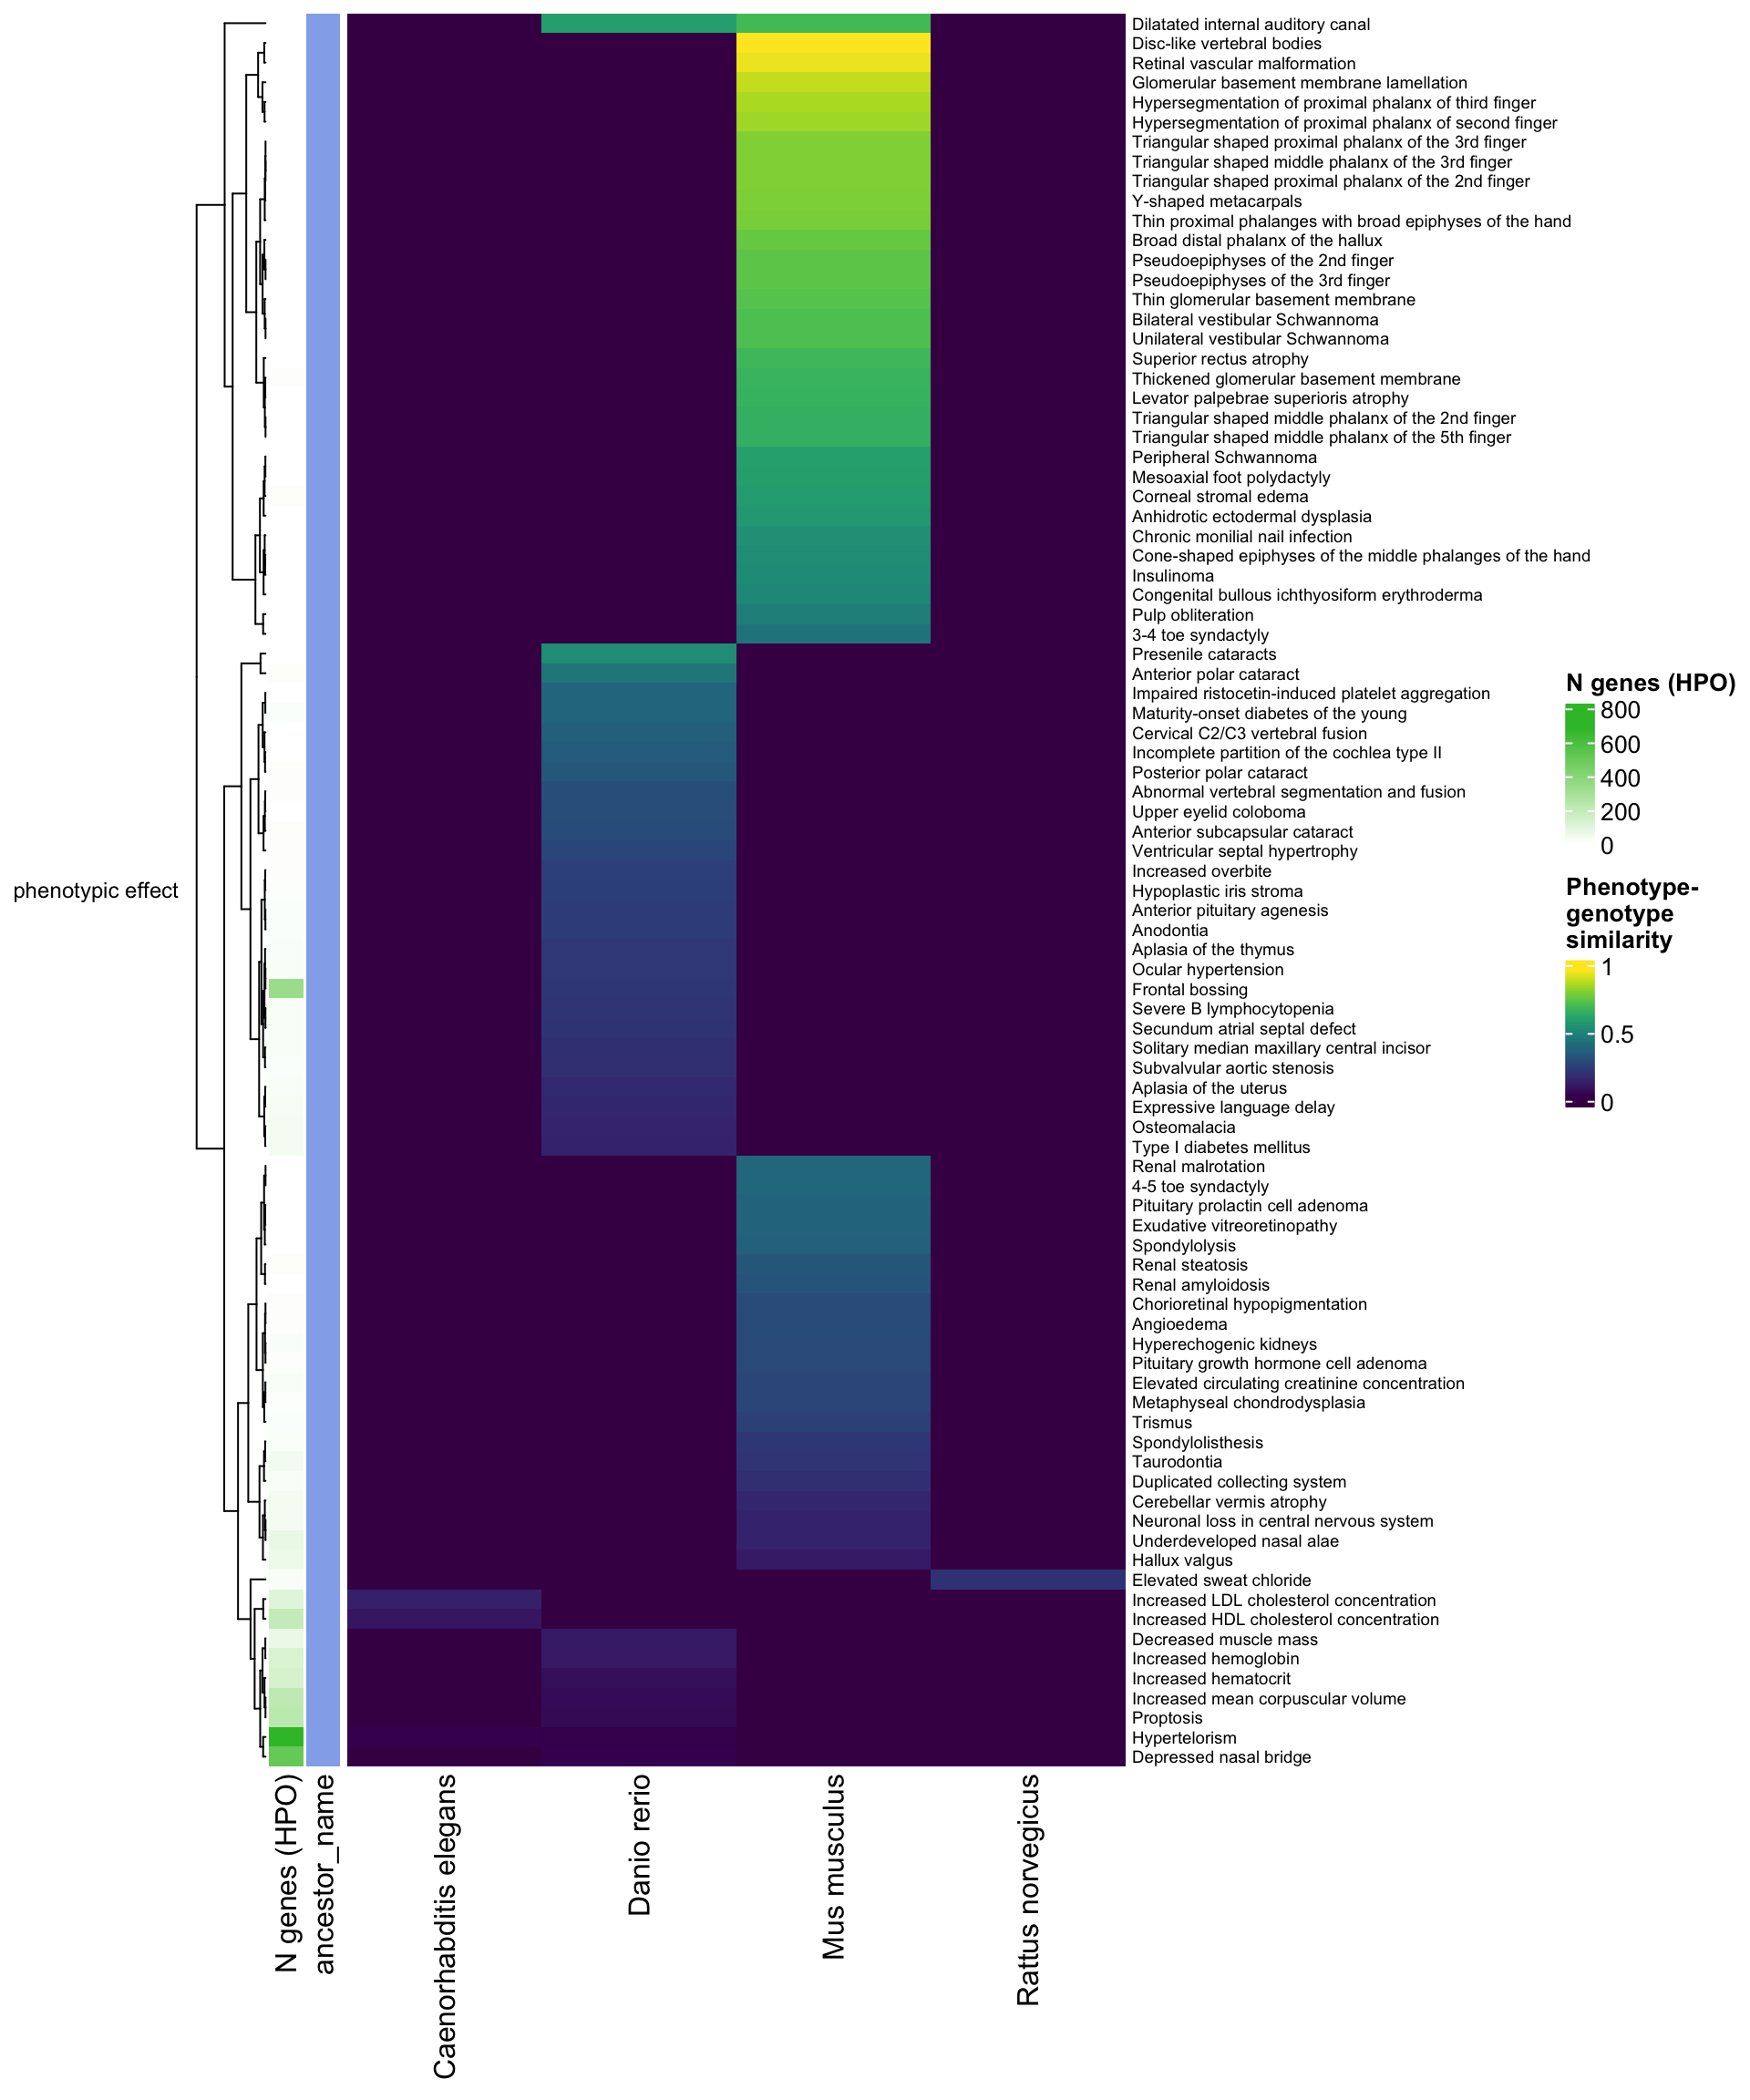 Dilatated internal auditory canal
Disc-like vertebral bodies
Retinal vascular malformation
Glomerular basement membrane lamellation
Hypersegmentation of proximal phalanx of third finger
Hypersegmentation of proximal phalanx of second finger
Triangular shaped proximal phalanx of the 3rd finger
Triangular shaped middle phalanx of the 3rd finger
Triangular shaped proximal phalanx of the 2nd finger
Y-shaped metacarpals
Thin proximal phalanges with broad epiphyses of the hand
Broad distal phalanx of the hallux
Pseudoepiphyses of the 2nd finger
Pseudoepiphyses of the 3rd finger
Thin glomerular basement membrane
Bilateral vestibular Schwannoma
Unilateral vestibular Schwannoma
Superior rectus atrophy
Thickened glomerular basement membrane
Levator palpebrae superioris atrophy
Triangular shaped middle phalanx of the 2nd finger
Triangular shaped middle phalanx of the 5th finger
Peripheral Schwannoma
Mesoaxial foot polydactyly
Corneal stromal edema
Anhidrotic ectodermal dysplasia
Chronic monilial nail infection
Cone-shaped epiphyses of the middle phalanges of the hand
Insulinoma
Congenital bullous ichthyosiform erythroderma
Pulp obliteration
3-4 toe syndactyly
Presenile cataracts
Anterior polar cataract
Impaired ristocetin-induced platelet aggregation
Maturity-onset diabetes of the young
Cervical C2/C3 vertebral fusion
Incomplete partition of the cochlea type II
Posterior polar cataract
Abnormal vertebral segmentation and fusion
Upper eyelid coloboma
Anterior subcapsular cataract
Ventricular septal hypertrophy
Increased overbite
Hypoplastic iris stroma
Anterior pituitary agenesis
Anodontia
Aplasia of the thymus
Ocular hypertension
Frontal bossing
Severe B lymphocytopenia
Secundum atrial septal defect
Solitary median maxillary central incisor
Subvalvular aortic stenosis
Aplasia of the uterus
Expressive language delay
Osteomalacia
Type I diabetes mellitus
Renal malrotation
4-5 toe syndactyly
Pituitary prolactin cell adenoma
Exudative vitreoretinopathy
Spondylolysis
Renal steatosis
Renal amyloidosis
Chorioretinal hypopigmentation
Angioedema
Hyperechogenic kidneys
Pituitary growth hormone cell adenoma
Elevated circulating creatinine concentration
Metaphyseal chondrodysplasia
Trismus
Spondylolisthesis
Taurodontia
Duplicated collecting system
Cerebellar vermis atrophy
Neuronal loss in central nervous system
Underdeveloped nasal alae
Hallux valgus
Elevated sweat chloride
Increased LDL cholesterol concentration
Increased HDL cholesterol concentration
Decreased muscle mass
Increased hemoglobin
Increased hematocrit
Increased mean corpuscular volume
Proptosis
Hypertelorism
Depressed nasal bridge
phenotypic effect
N genes (HPO)
ancestor_name
Caenorhabditis elegans
Danio rerio
Mus musculus
Rattus norvegicus
N genes (HPO)
800
600
400
200
0
Phenotype-
genotype
similarity
1
0.5
0